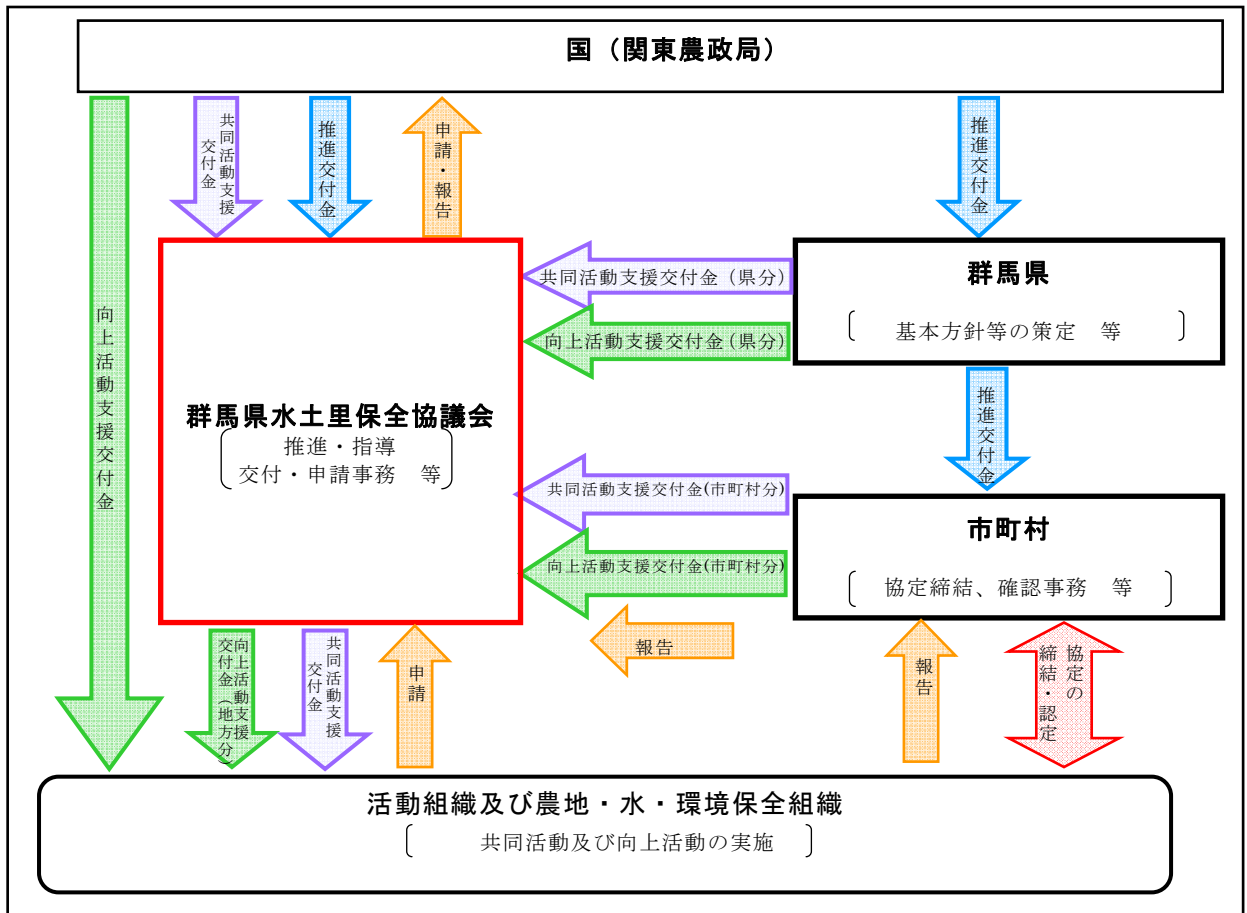 国（関東農政局）
共同活動支援
交付金
推進交付金
申請・報告
推進交付金
向上活動支援交付金
共同活動支援交付金（県分）
向上活動支援交付金（県分）
群馬県
基本方針等の策定　等
推進交付金
群馬県水土里保全協議会
推進・指導
交付・申請事務　等
共同活動支援交付金(市町村分)
向上活動支援交付金(市町村分)
市町村
協定締結、確認事務　等
報告
向上活動支援
交付金（地方分）
共同活動支援
交付金
申請
報告
協定の
締結・認定
活動組織及び農地・水・環境保全組織
共同活動及び向上活動の実施